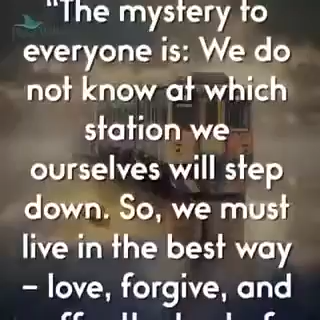 "The mystery to
everyone is: We do
not know at which
station we
ourselves will step
down. So, we must
live in the best way
– love, forgive, and